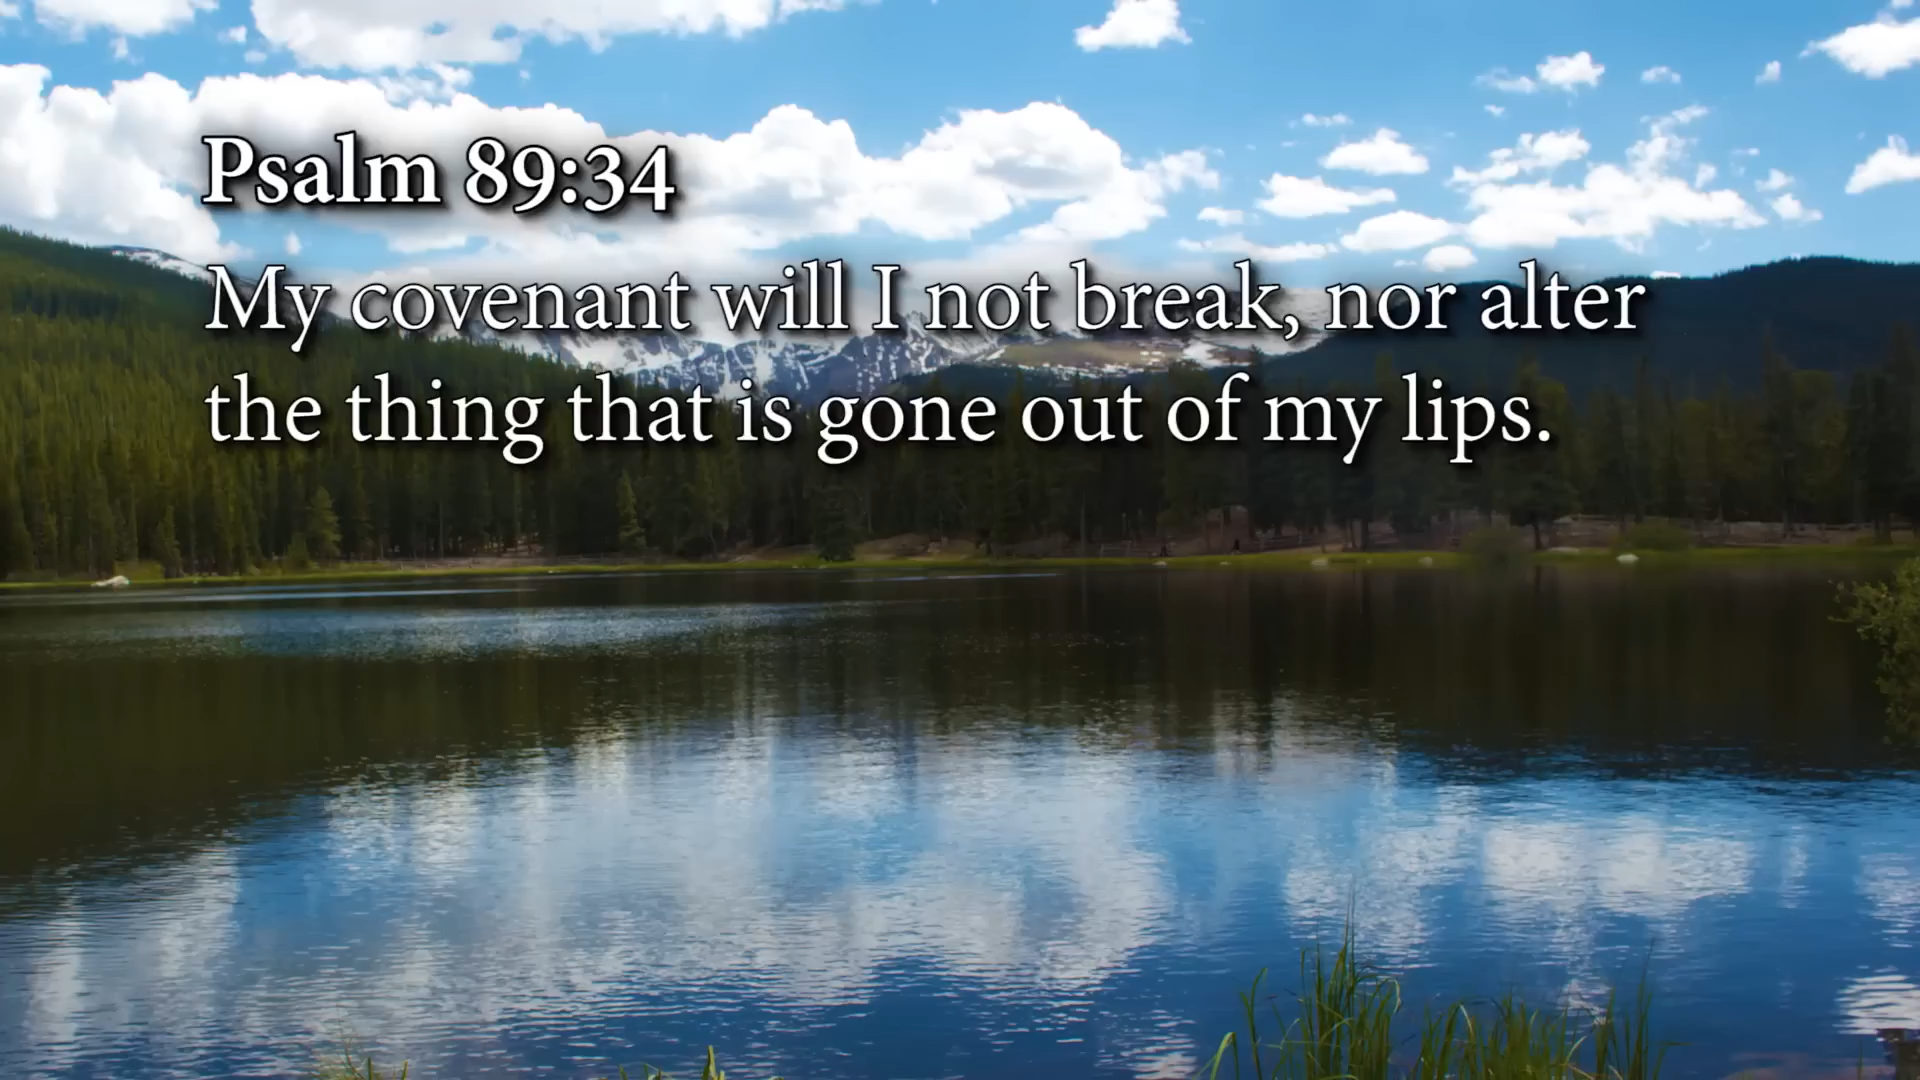 Psalm 89:34
My covenant will I not break, nor alter
the thing that is gone out of my lips.